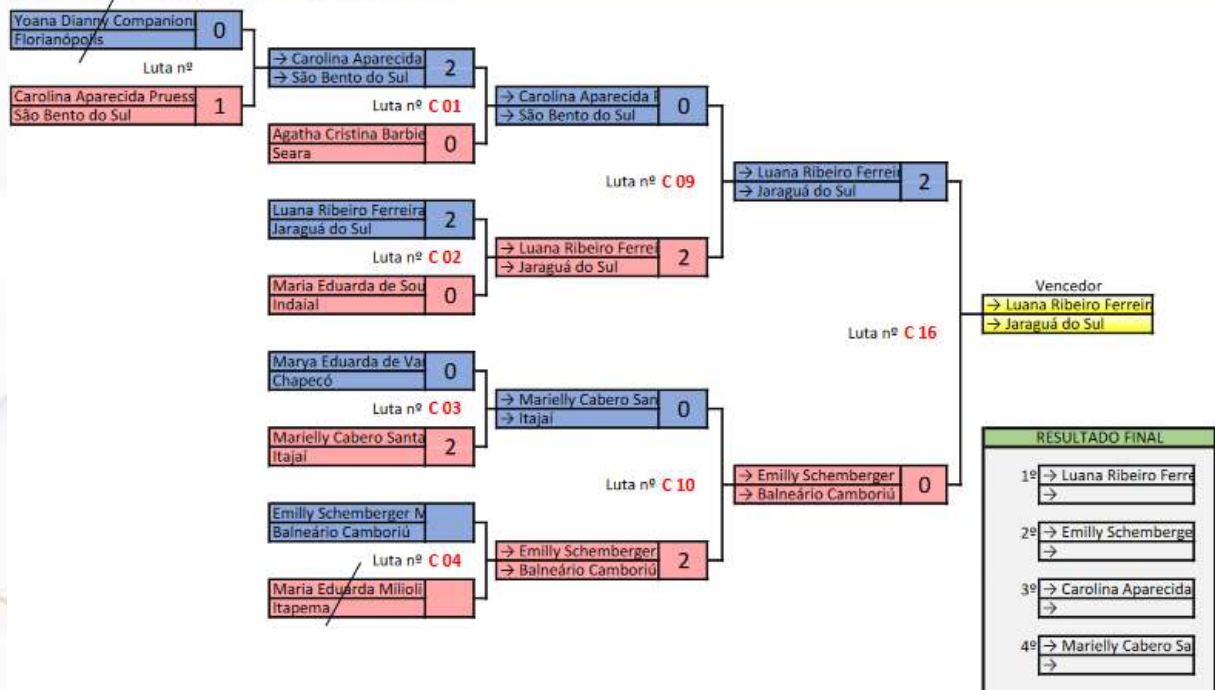 Yoana Dianny Companion 0
Florianópolis
Luta nº
Carolina Aparecida Pruess 1
São Bento do Sul
→ Carolina Aparecida 2
→ São Bento do Sul
Luta nº C 01
Agatha Cristina Barbie 0
Seara
Luana Ribeiro Ferreira 2
Jaraguá do Sul
Luta nº C 02
Maria Eduarda de Sou 0
Indaial
Marya Eduarda de Va 0
Chapecó
Luta nº C 03
Marielly Cabero Santa 2
Itajaí
Emilly Schemberger M
Balneário Camboriú
Luta nº C 04
Maria Eduarda Milioli
Itapema
→ Carolina Aparecida P 0
→ São Bento do Sul
Luta nº C 09
→ Luana Ribeiro Ferrei 2
→ Jaraguá do Sul
→ Marielly Cabero San 0
→ Itajaí
Luta nº C 10
→ Emilly Schemberger 2
→ Balneário Camboriú
→ Luana Ribeiro Ferrei 2
→ Jaraguá do Sul
Luta nº C 16
→ Emilly Schemberger 0
→ Balneário Camboriú
Vencedor
→ Luana Ribeiro Ferreira
→ Jaraguá do Sul
RESULTADO FINAL
1º → Luana Ribeiro Ferre
→
2º → Emilly Schemberge
→
3º → Carolina Aparecida
→
4º → Marielly Cabero Sa
→